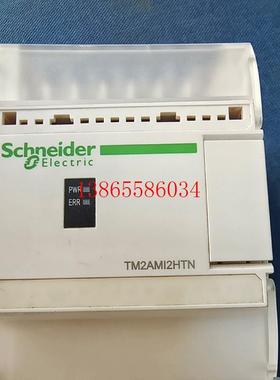 Schneider
Electric
13865586034
PWR
ERR
TM2AMI2HTN